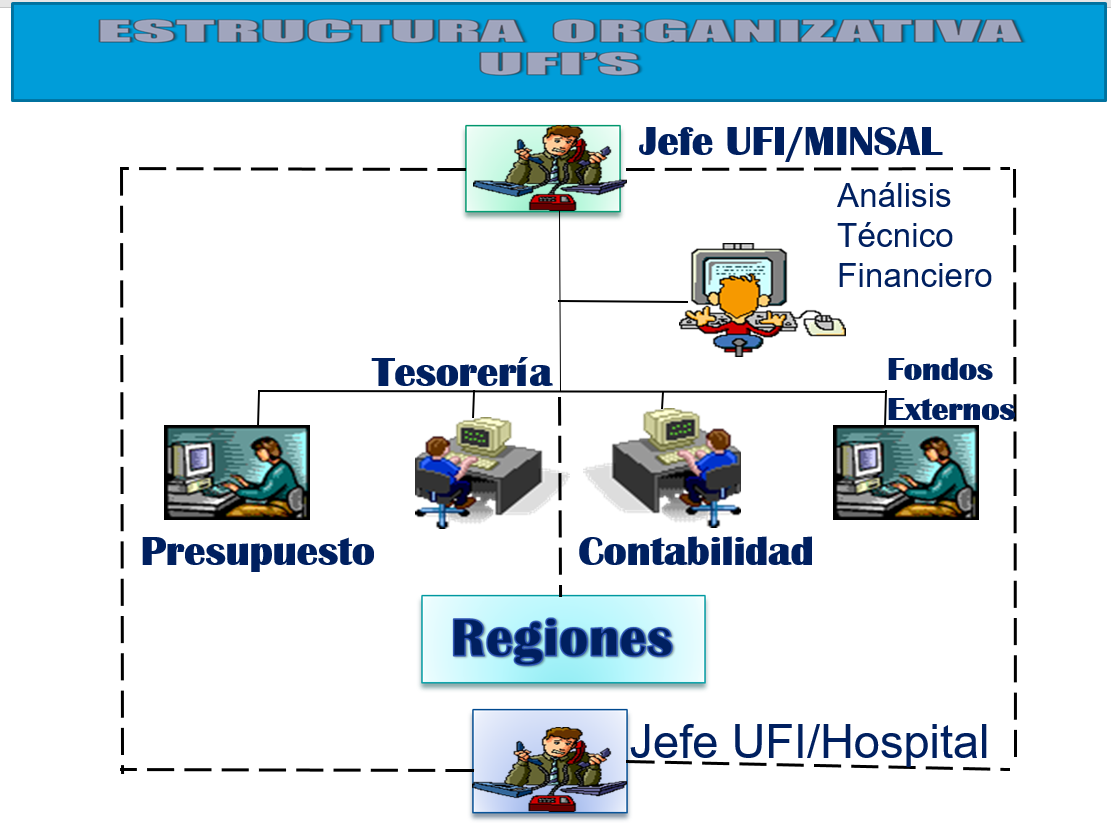 ESTRUCTURA ORGANIZATIVA
UFI’S
Jefe UFI/MINSAL
Análisis
Técnico
Financiero
Tesorería
Fondos
Externos
Presupuesto
Contabilidad
Regiones
Jefe UFI/Hospital